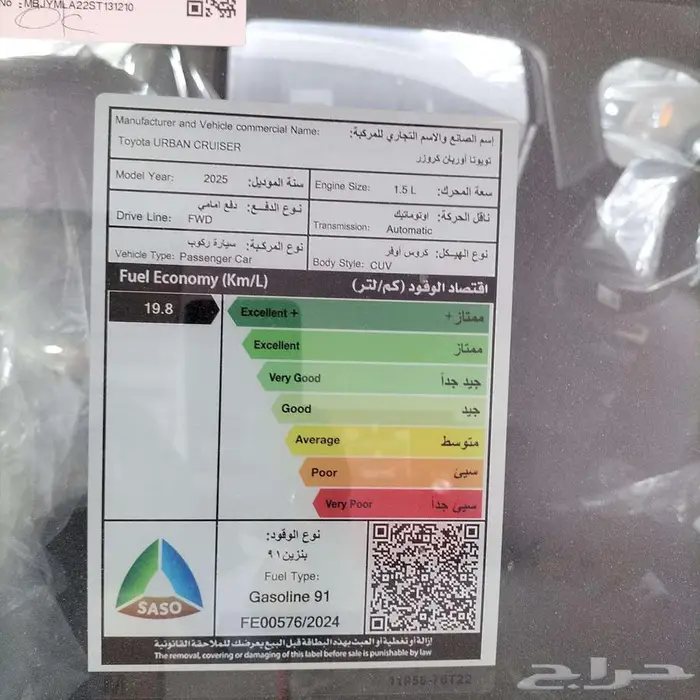 No : MBJYMLA22ST131210
OK
Manufacturer and Vehicle commercial Name: إسم الصانع والاسم التجاري للمركبة:
Toyota URBAN CRUISER تويوتا أوربان كروزر
Model Year: 2025 سنة الموديل: Engine Size: 1.5 L سعة المحرك:
Drive Line: دفع امامي FWD نوع الدفع: Transmission: اوتوماتيك Automatic ناقل الحركة:
Vehicle Type: سيارة ركوب Passenger Car نوع المركبة: Body Style: كروس أوفر CUV نوع الهيكل:
Fuel Economy (Km/L) اقتصاد الوقود (كم/لتر)
19.8 Excellent + ممتاز+
Excellent ممتاز
Very Good جيد جداً
Good جيد
Average متوسط
Poor سيئ
Very Poor سيئ جداً
نوع الوقود:
بنزين ٩١
Fuel Type:
Gasoline 91
FE00576/2024
SASO
إزالة أو تغطية أو العبث بهذه البطاقة قبل البيع يعرضك للملاحقة القانونية
The removal, covering or damaging of this label before sale is punishable by law
حراج